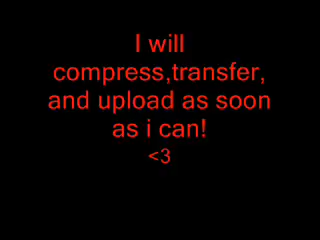 I will
compress,transfer,
and upload as soon
as i can!
<3